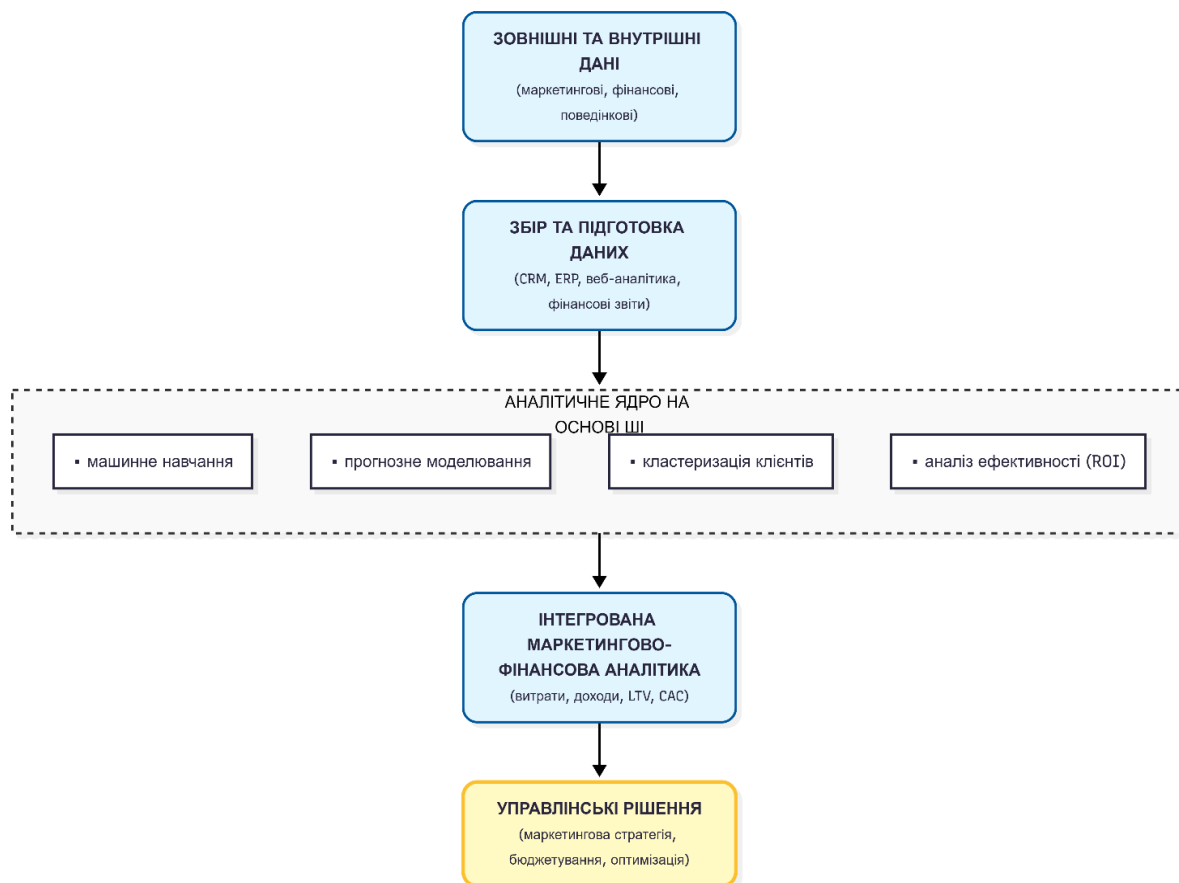 ЗОВНІШНІ ТА ВНУТРІШНІ
ДАНІ
(маркетингові, фінансові,
поведінкові)
ЗБІР ТА ПІДГОТОВКА
ДАНИХ
(CRM, ERP, веб-аналітика,
фінансові звіти)
АНАЛІТИЧНЕ ЯДРО НА
ОСНОВІ ШІ
▪ машинне навчання
▪ прогнозне моделювання
▪ кластеризація клієнтів
▪ аналіз ефективності (ROI)
ІНТЕГРОВАНА
МАРКЕТИНГОВО-
ФІНАНСОВА АНАЛІТИКА
(витрати, доходи, LTV, CAC)
УПРАВЛІНСЬКІ РІШЕННЯ
(маркетингова стратегія,
бюджетування, оптимізація)